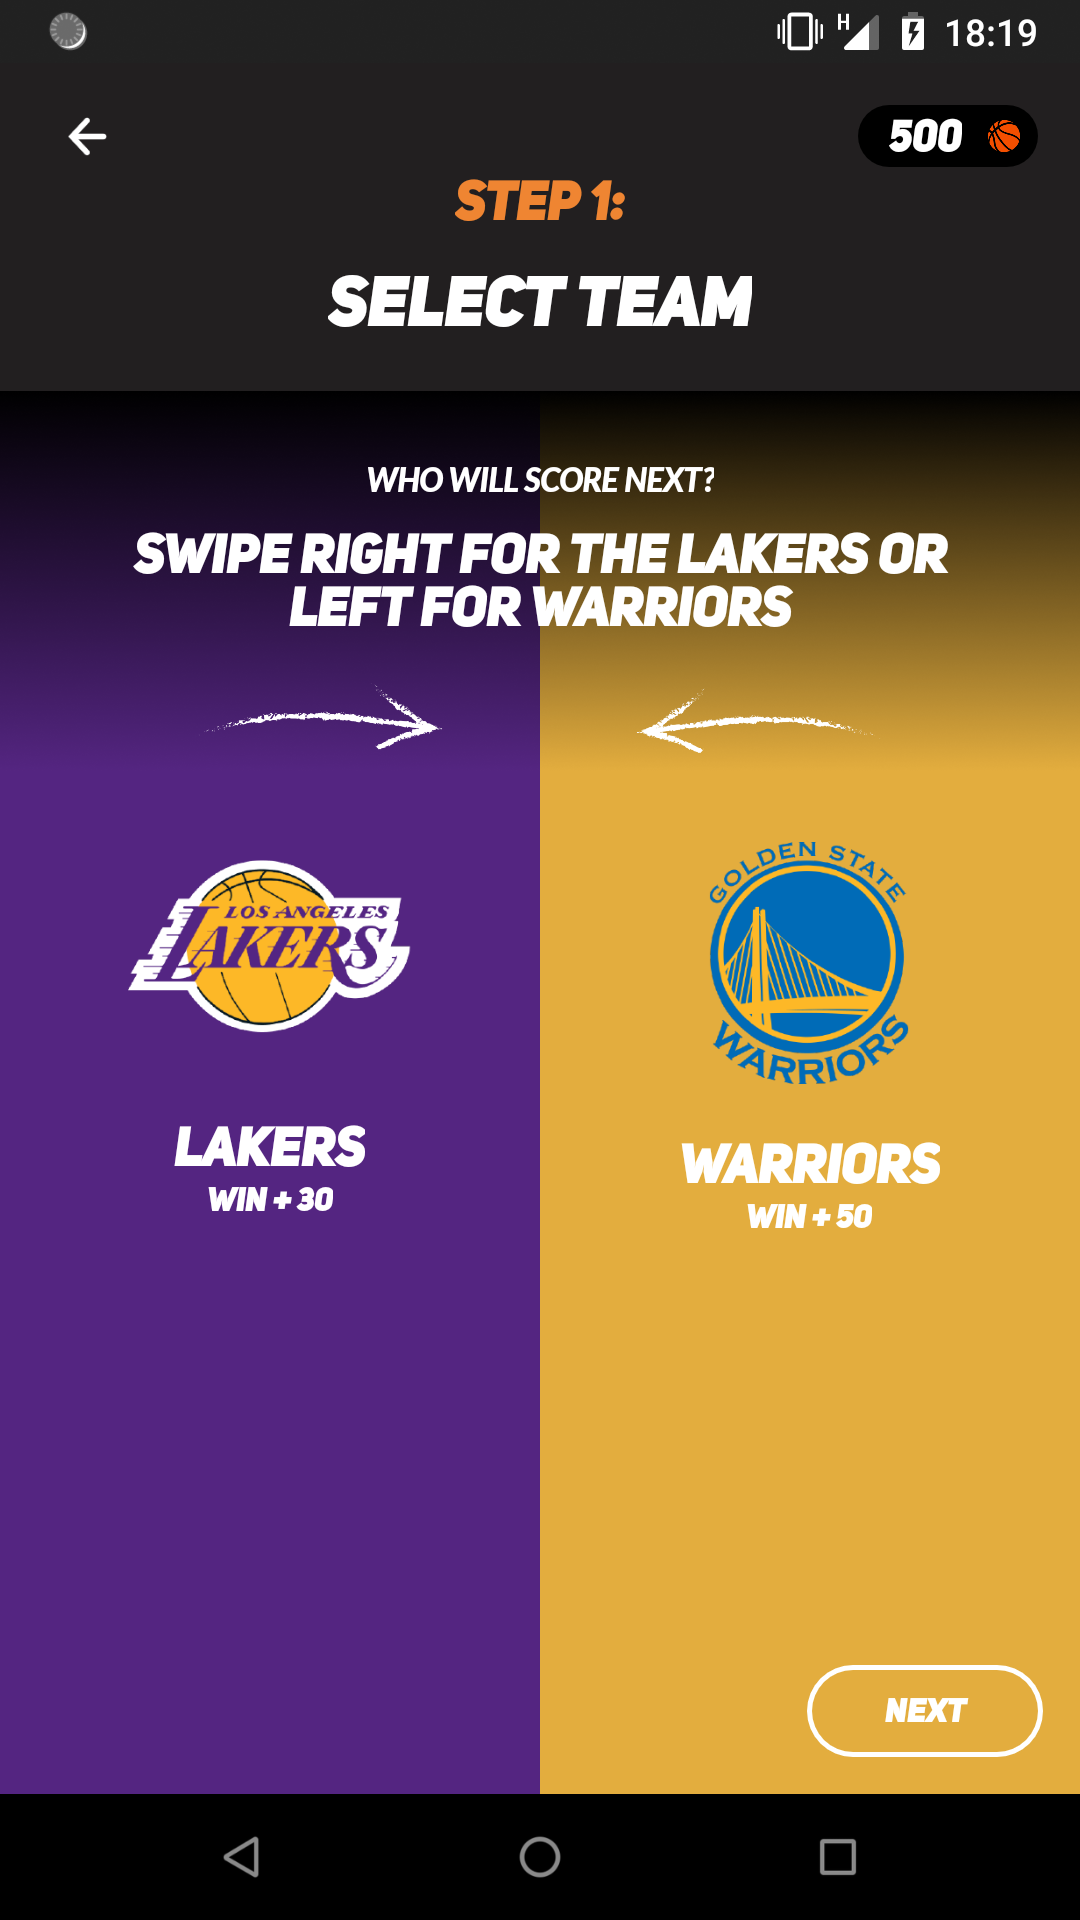 H 18:19
500
STEP 1:
SELECT TEAM
WHO WILL SCORE NEXT?
SWIPE RIGHT FOR THE LAKERS OR
LEFT FOR WARRIORS
LOS ANGELES
LAKERS
GOLDEN STATE
WARRIORS
LAKERS
WIN + 30
WARRIORS
WIN + 50
NEXT